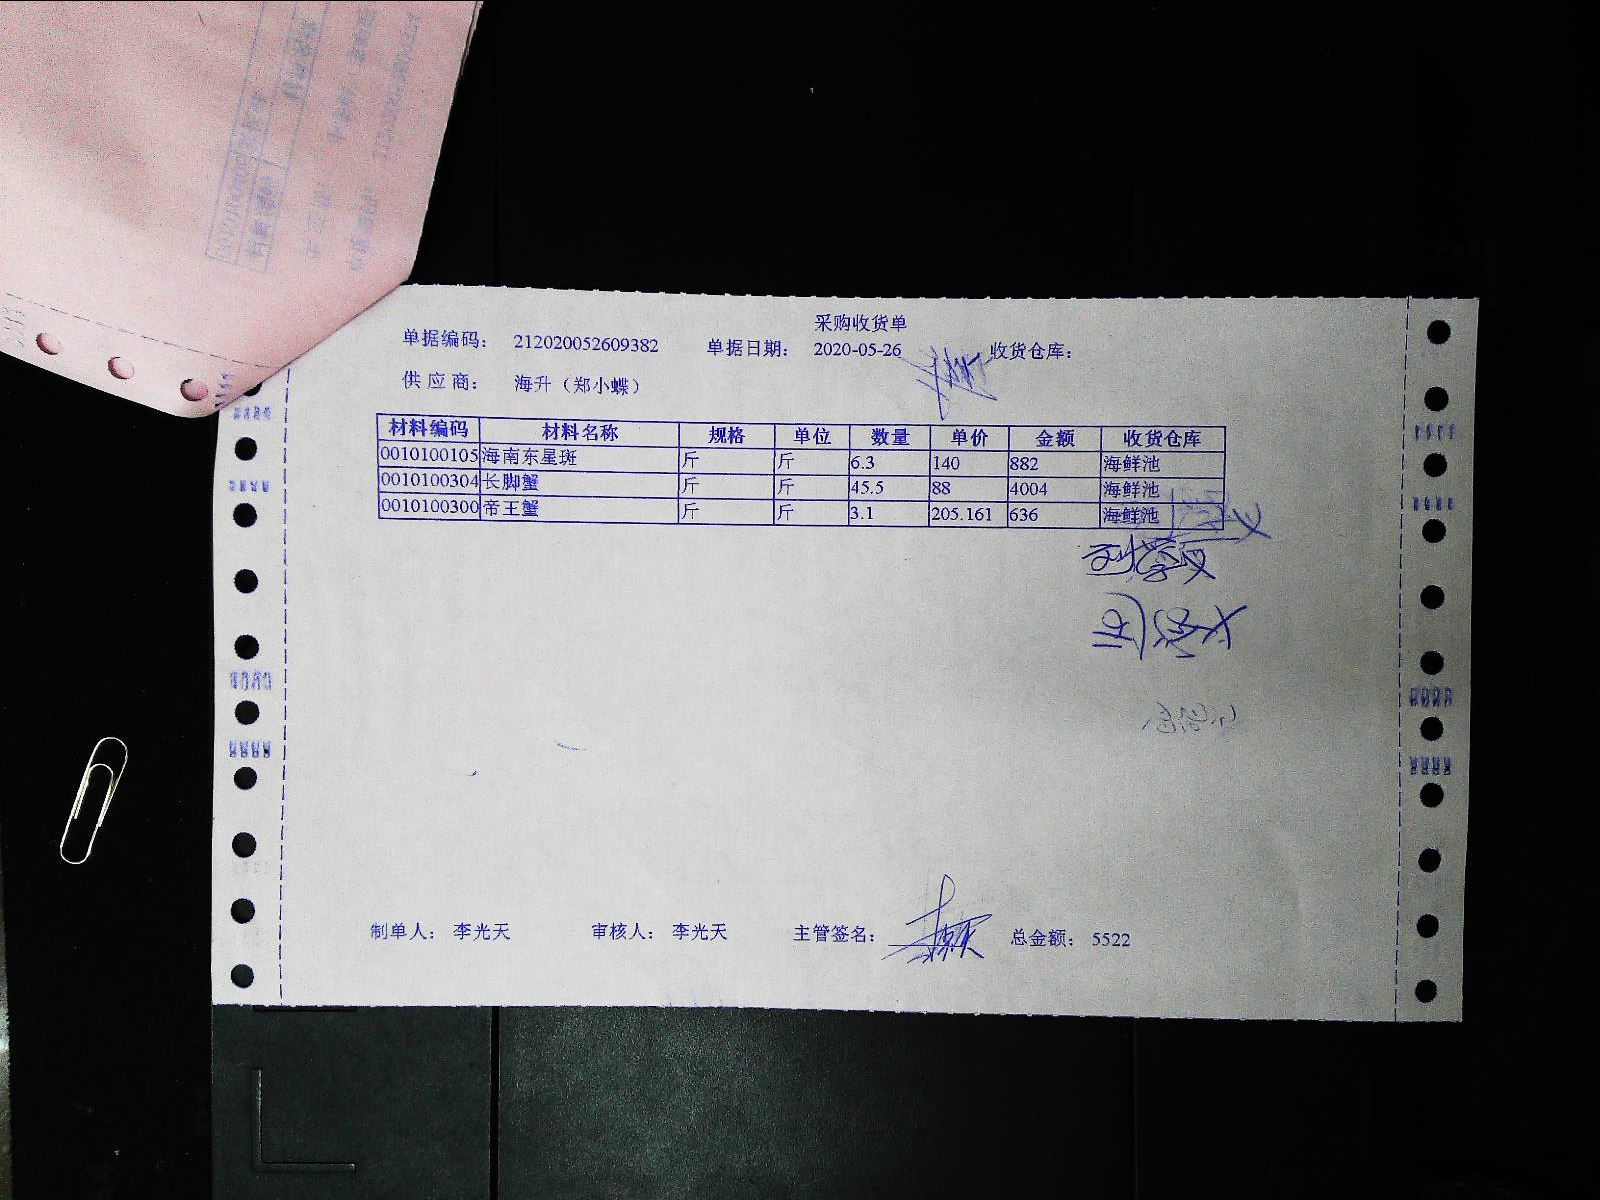 采购收货单
单据编码： 212020052609382 单据日期： 2020-05-26 收货仓库：
供应商： 海升（郑小蝶）
材料编码 材料名称 规格 单位 数量 单价 金额 收货仓库
0010100105 海南东星斑 斤 斤 6.3 140 882 海鲜池
0010100304 长脚蟹 斤 斤 45.5 88 4004 海鲜池
0010100300 帝王蟹 斤 斤 3.1 205.161 636 海鲜池
制单人： 李光天 审核人： 李光天 主管签名： 总金额： 5522